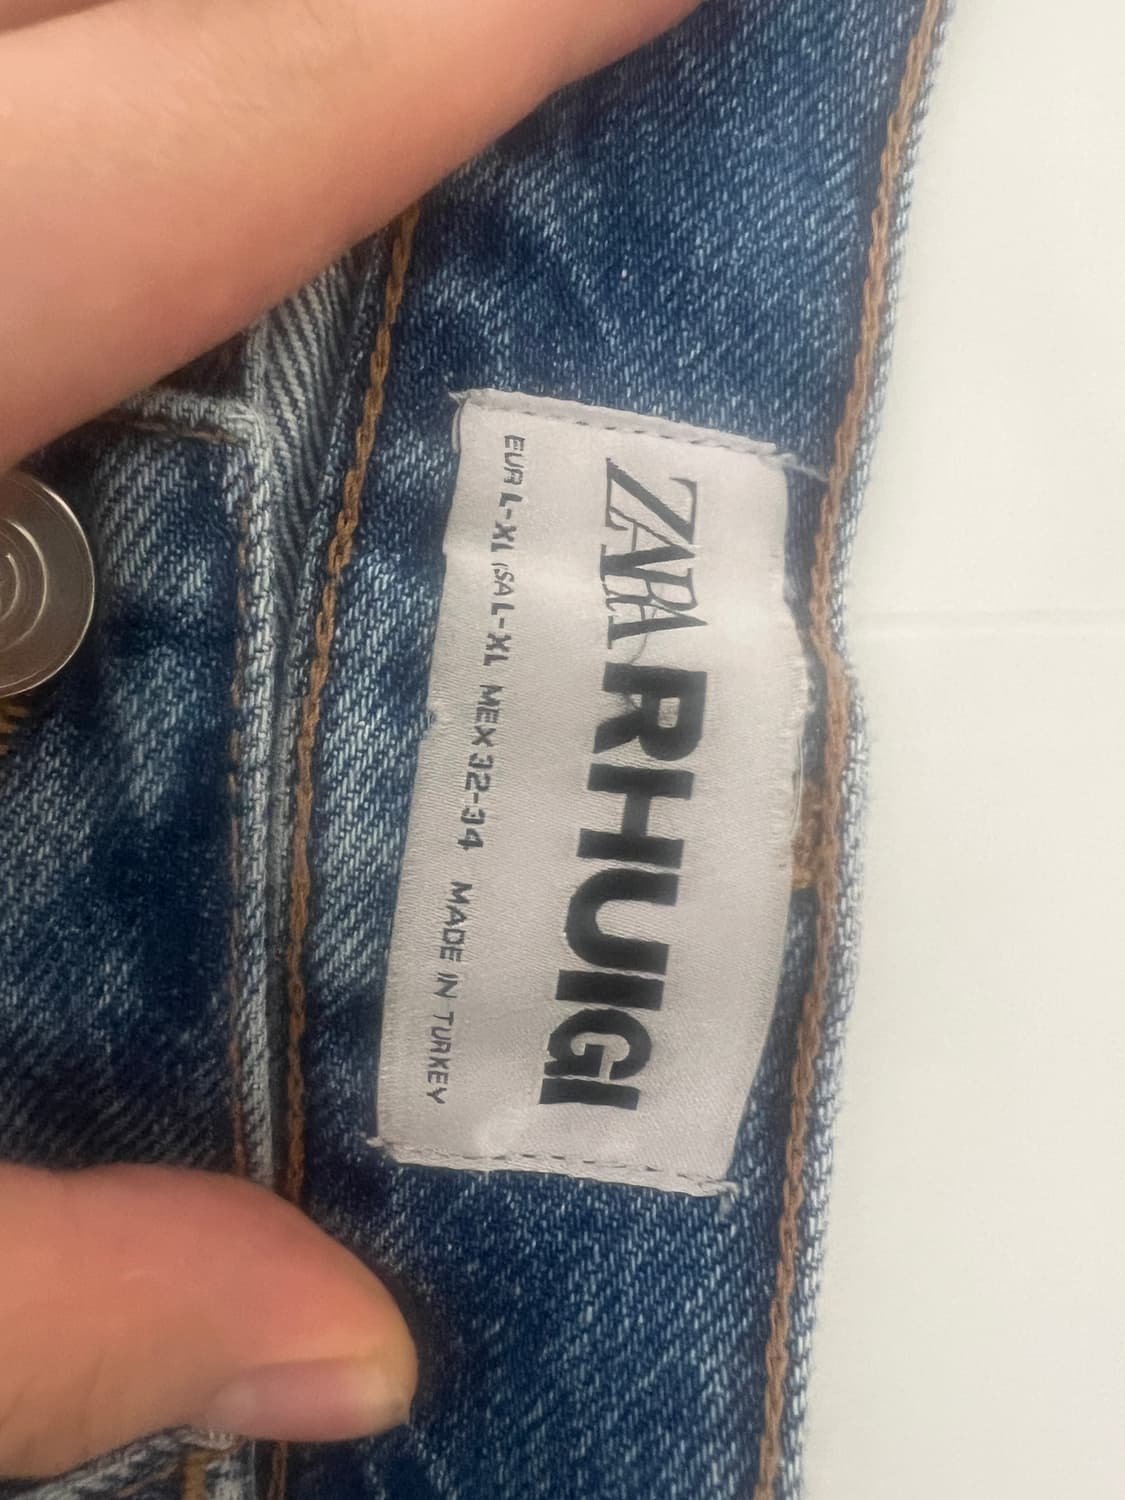 ZARA RHUIGI
EUR L-XL USA L-XL MEX 32-34 MADE IN TURKEY